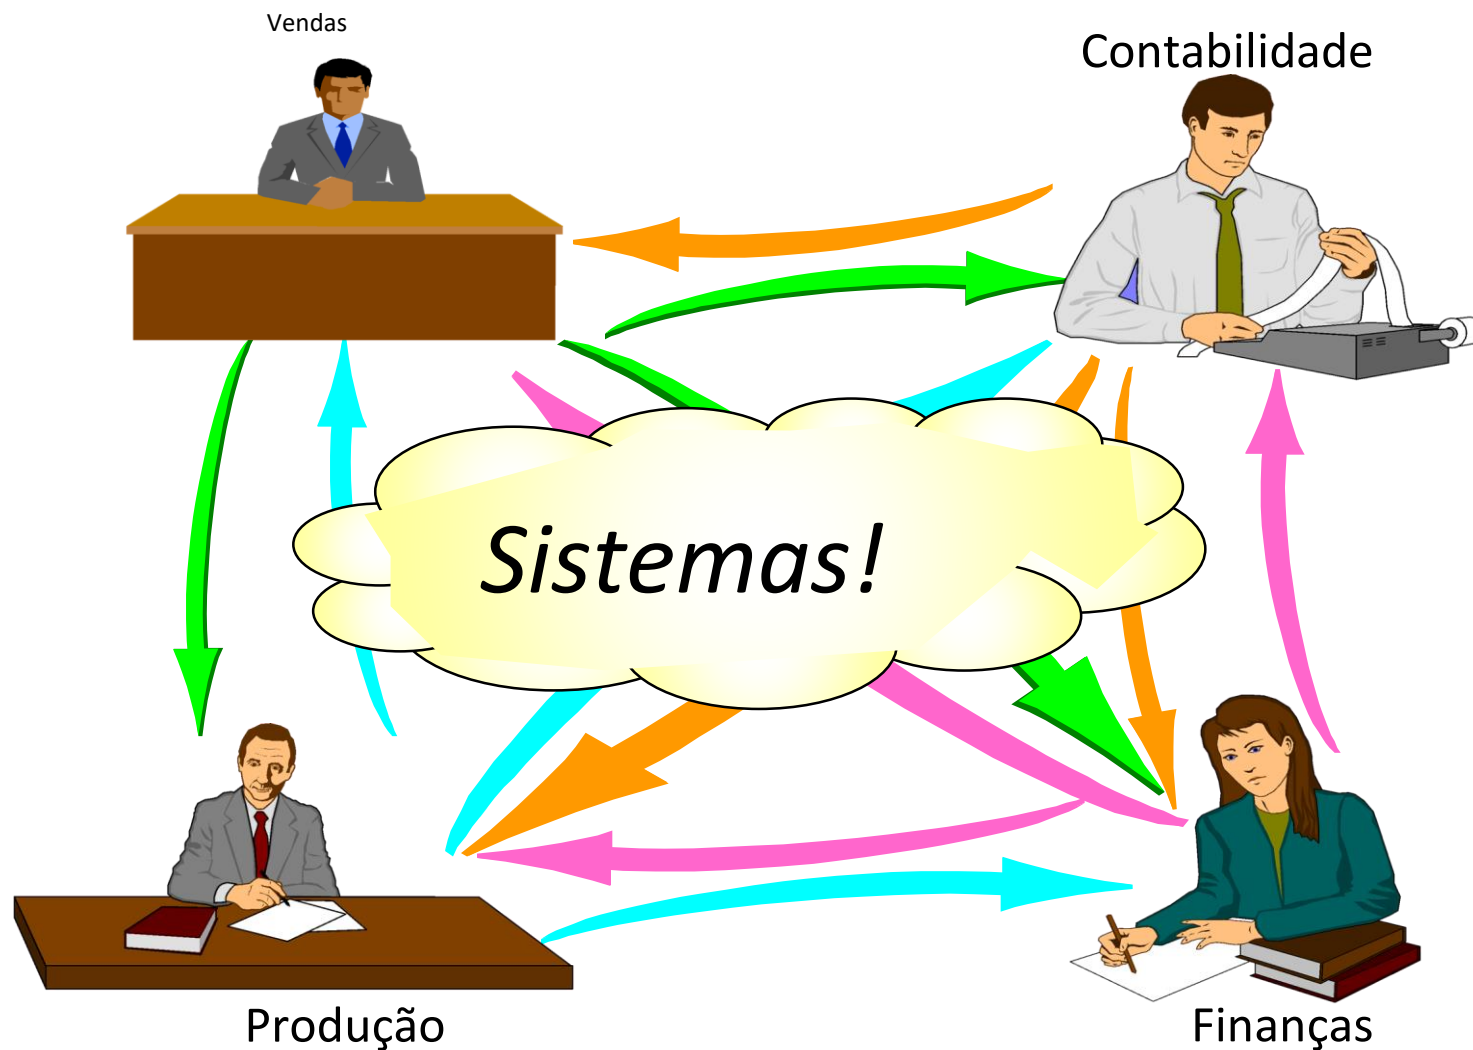 Vendas
Contabilidade
Sistemas!
Produção
Finanças